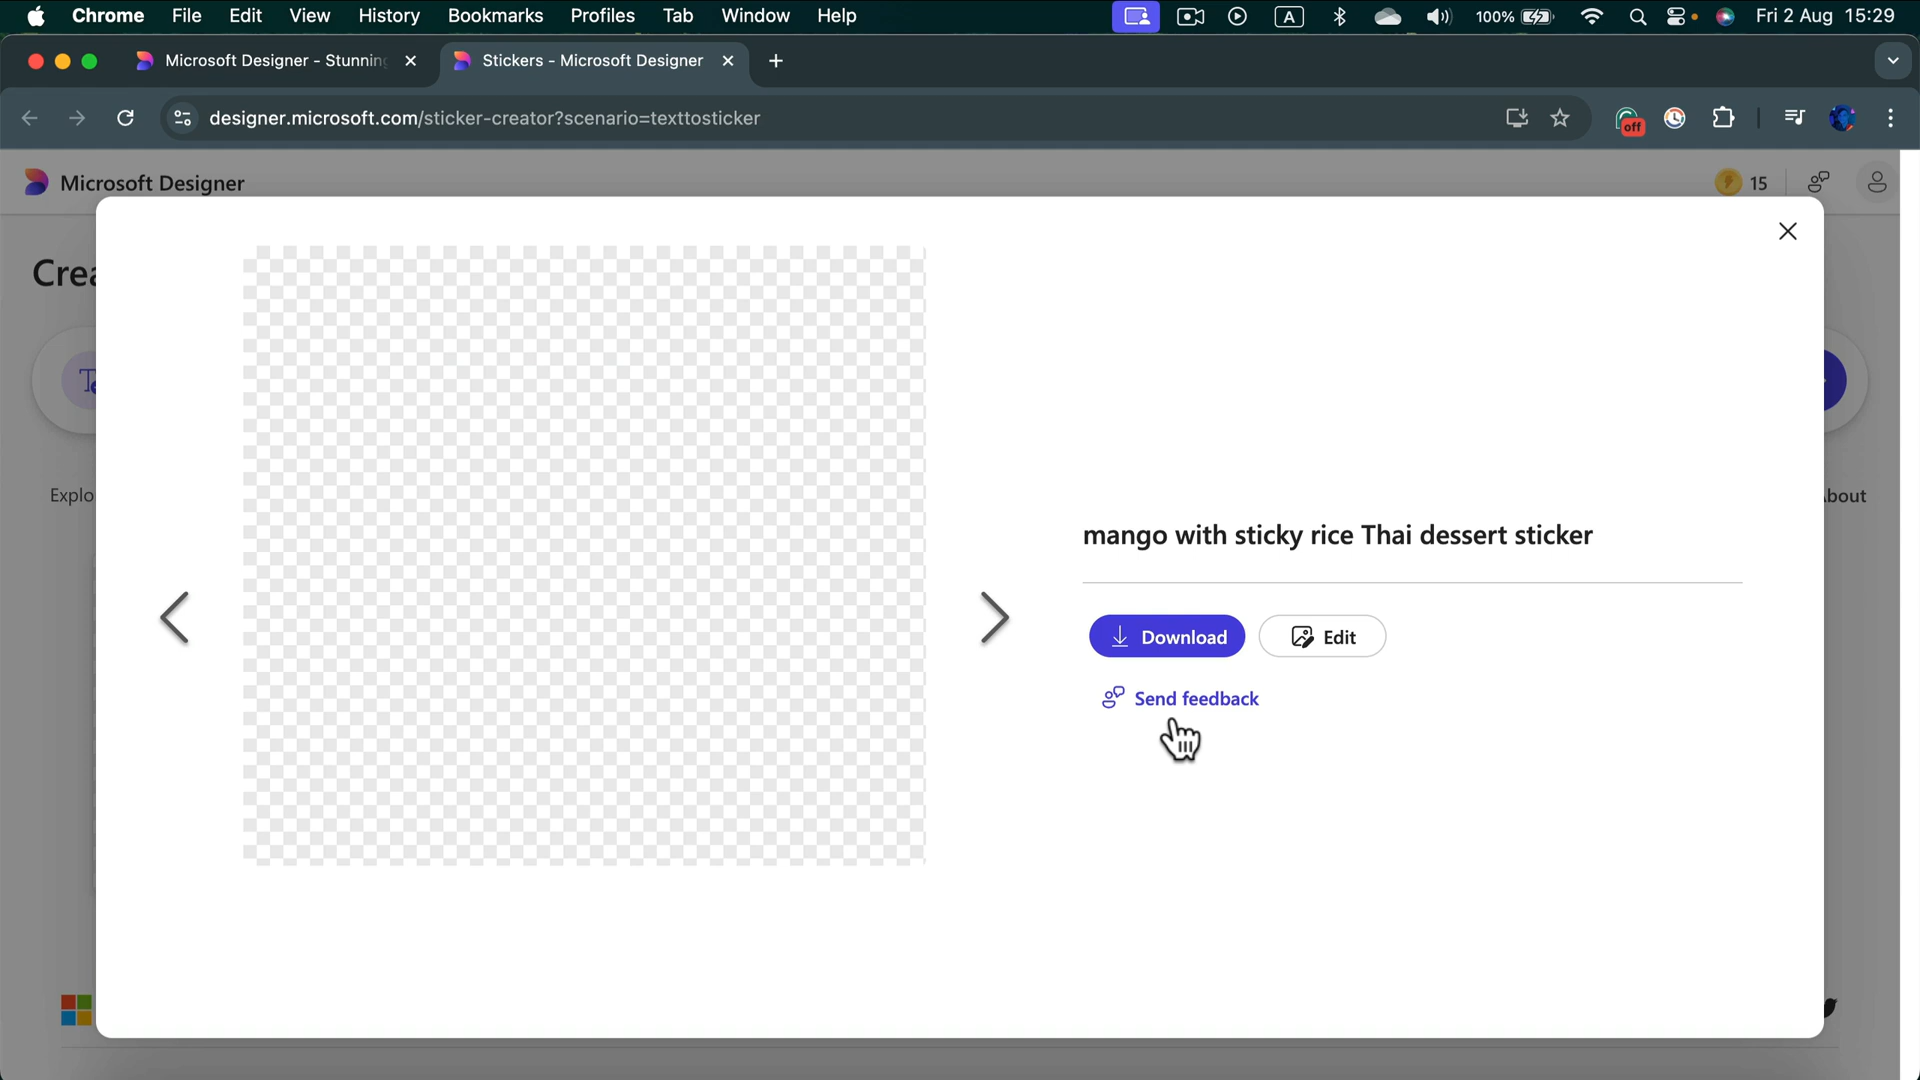 Chrome File Edit View History Bookmarks Profiles Tab Window Help A 100% Fri 2 Aug 15:29
Microsoft Designer - Stunnin Stickers - Microsoft Designer
designer.microsoft.com/sticker-creator?scenario=texttosticker off
Microsoft Designer 15
Crea
Explo
bout
mango with sticky rice Thai dessert sticker
Download Edit
Send feedback